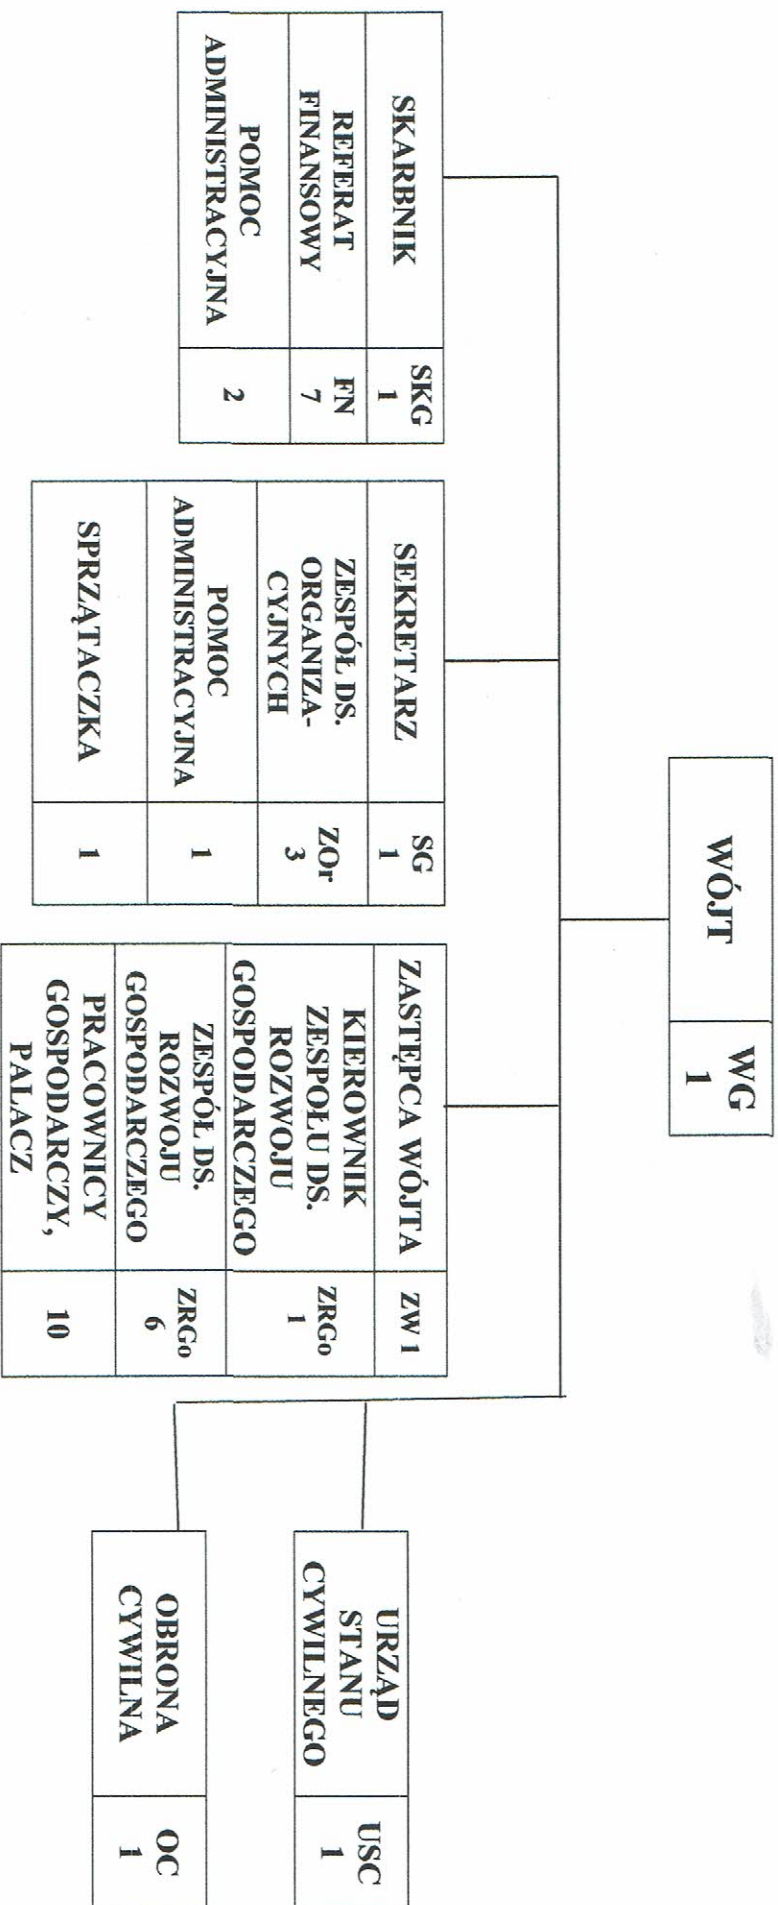 WÓJT
WG
1
SKARBNIK
SKG
1
REFERAT
FINANSOWY
FN
7
POMOC
ADMINISTRACYJNA
2
SEKRETARZ
SG
1
ZESPÓŁ DS.
ORGANIZA-
CYJNYCH
ZOr
3
POMOC
ADMINISTRACYJNA
1
SPRZĄTACZKA
1
ZASTĘPCA WÓJTA
ZW 1
KIEROWNIK
ZESPOŁU DS.
ROZWOJU
GOSPODARCZEGO
ZRGo
1
ZESPÓŁ DS.
ROZWOJU
GOSPODARCZEGO
ZRGo
6
PRACOWNICY
GOSPODARCZY,
PALACZ
10
URZĄD
STANU
CYWILNEGO
USC
1
OBRONA
CYWILNA
OC
1